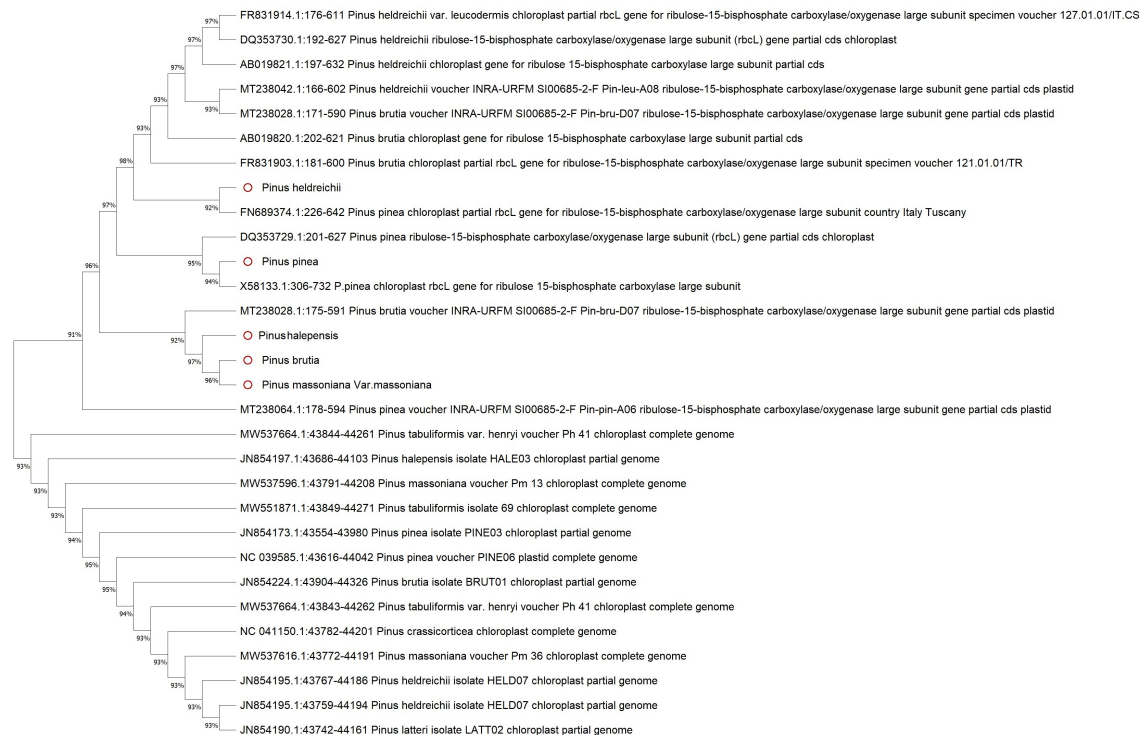 97%
FR831914.1:176-611 Pinus heldreichii var. leucodermis chloroplast partial rbcL gene for ribulose-15-bisphosphate carboxylase/oxygenase large subunit specimen voucher 127.01.01/IT.CS
97%
DQ353730.1:192-627 Pinus heldreichii ribulose-15-bisphosphate carboxylase/oxygenase large subunit (rbcL) gene partial cds chloroplast
97%
AB019821.1:197-632 Pinus heldreichii chloroplast gene for ribulose 15-bisphosphate carboxylase large subunit partial cds
93%
MT238042.1:166-602 Pinus heldreichii voucher INRA-URFM SI00685-2-F Pin-leu-A08 ribulose-15-bisphosphate carboxylase/oxygenase large subunit gene partial cds plastid
93%
MT238028.1:171-590 Pinus brutia voucher INRA-URFM SI00685-2-F Pin-bru-D07 ribulose-15-bisphosphate carboxylase/oxygenase large subunit gene partial cds plastid
93%
AB019820.1:202-621 Pinus brutia chloroplast gene for ribulose 15-bisphosphate carboxylase large subunit partial cds
98%
FR831903.1:181-600 Pinus brutia chloroplast partial rbcL gene for ribulose-15-bisphosphate carboxylase/oxygenase large subunit specimen voucher 121.01.01/TR
Pinus heldreichii
97%
92%
FN689374.1:226-642 Pinus pinea chloroplast partial rbcL gene for ribulose-15-bisphosphate carboxylase/oxygenase large subunit country Italy Tuscany
DQ353729.1:201-627 Pinus pinea ribulose-15-bisphosphate carboxylase/oxygenase large subunit (rbcL) gene partial cds chloroplast
95%
Pinus pinea
96%
94%
X58133.1:306-732 P.pinea chloroplast rbcL gene for ribulose 15-bisphosphate carboxylase large subunit
MT238028.1:175-591 Pinus brutia voucher INRA-URFM SI00685-2-F Pin-bru-D07 ribulose-15-bisphosphate carboxylase/oxygenase large subunit gene partial cds plastid
91%
92%
Pinushalepensis
97%
Pinus brutia
96%
Pinus massoniana Var.massoniana
MT238064.1:178-594 Pinus pinea voucher INRA-URFM SI00685-2-F Pin-pin-A06 ribulose-15-bisphosphate carboxylase/oxygenase large subunit gene partial cds plastid
MW537664.1:43844-44261 Pinus tabuliformis var. henryi voucher Ph 41 chloroplast complete genome
93%
JN854197.1:43686-44103 Pinus halepensis isolate HALE03 chloroplast partial genome
93%
MW537596.1:43791-44208 Pinus massoniana voucher Pm 13 chloroplast complete genome
93%
MW551871.1:43849-44271 Pinus tabuliformis isolate 69 chloroplast complete genome
94%
JN854173.1:43554-43980 Pinus pinea isolate PINE03 chloroplast partial genome
95%
NC 039585.1:43616-44042 Pinus pinea voucher PINE06 plastid complete genome
95%
JN854224.1:43904-44326 Pinus brutia isolate BRUT01 chloroplast partial genome
94%
MW537664.1:43843-44262 Pinus tabuliformis var. henryi voucher Ph 41 chloroplast complete genome
93%
NC 041150.1:43782-44201 Pinus crassicorticea chloroplast complete genome
93%
MW537616.1:43772-44191 Pinus massoniana voucher Pm 36 chloroplast complete genome
93%
JN854195.1:43767-44186 Pinus heldreichii isolate HELD07 chloroplast partial genome
93%
JN854195.1:43759-44194 Pinus heldreichii isolate HELD07 chloroplast partial genome
93%
JN854190.1:43742-44161 Pinus latteri isolate LATT02 chloroplast partial genome